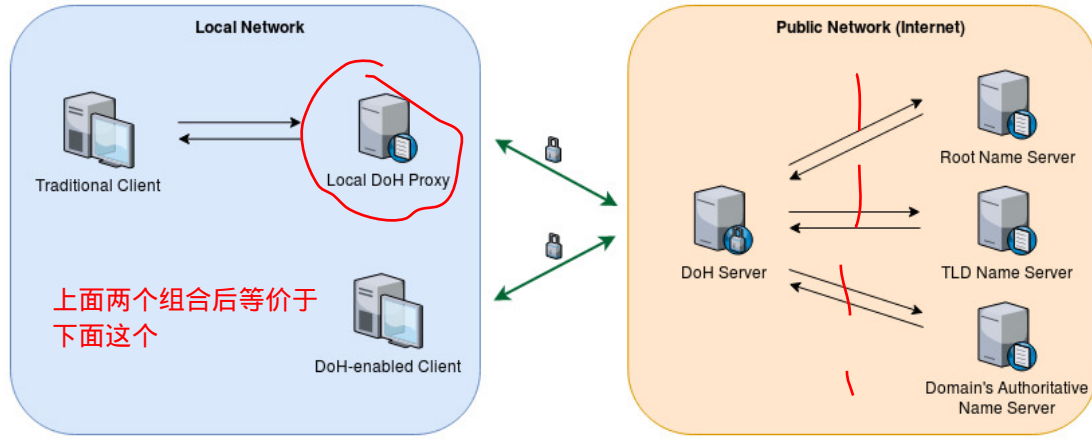 Local Network
Public Network (Internet)
Traditional Client
Local DoH Proxy
Root Name Server
DoH Server
TLD Name Server
上面两个组合后等价于
下面这个
DoH-enabled Client
Domain's Authoritative
Name Server